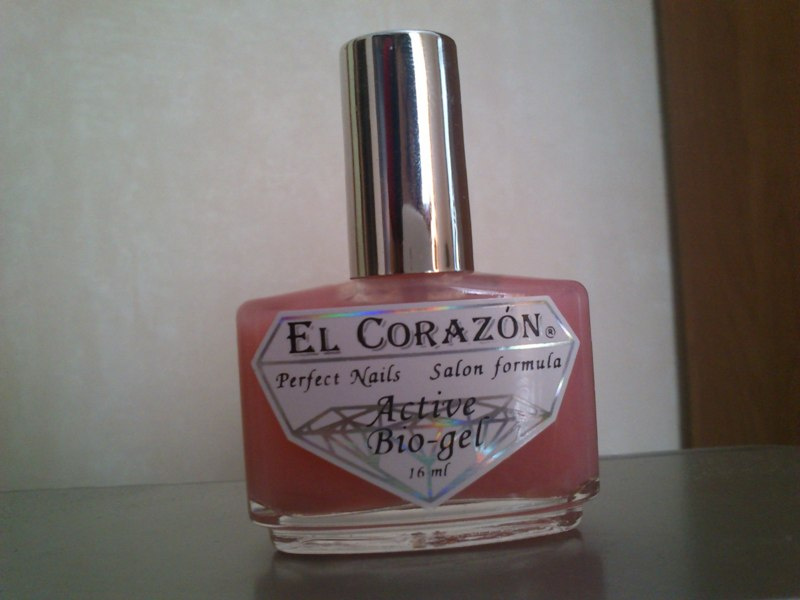 EL CORAZÓN®
Perfect Nails Salon formula
Active
Bio-gel
16 ml